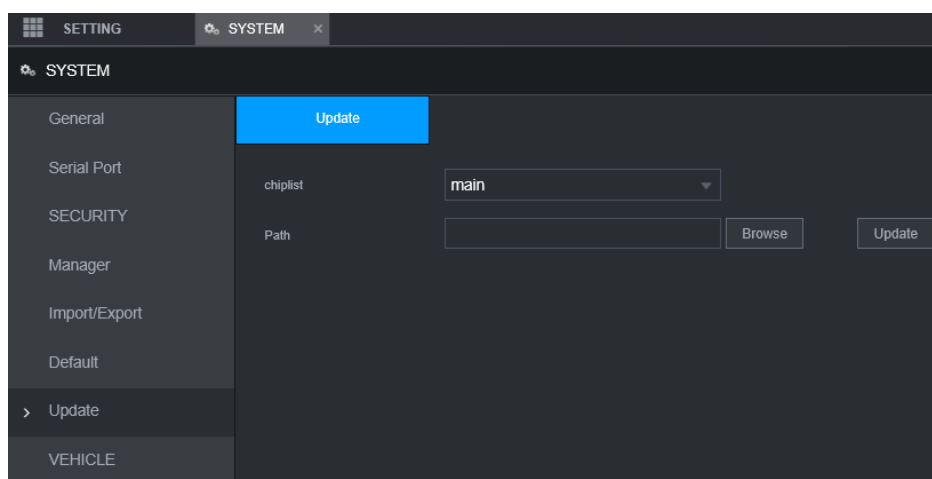 SETTING
SYSTEM ×
SYSTEM
General
Update
Serial Port
chiplist main
SECURITY
Path Browse Update
Manager
Import/Export
Default
Update
VEHICLE